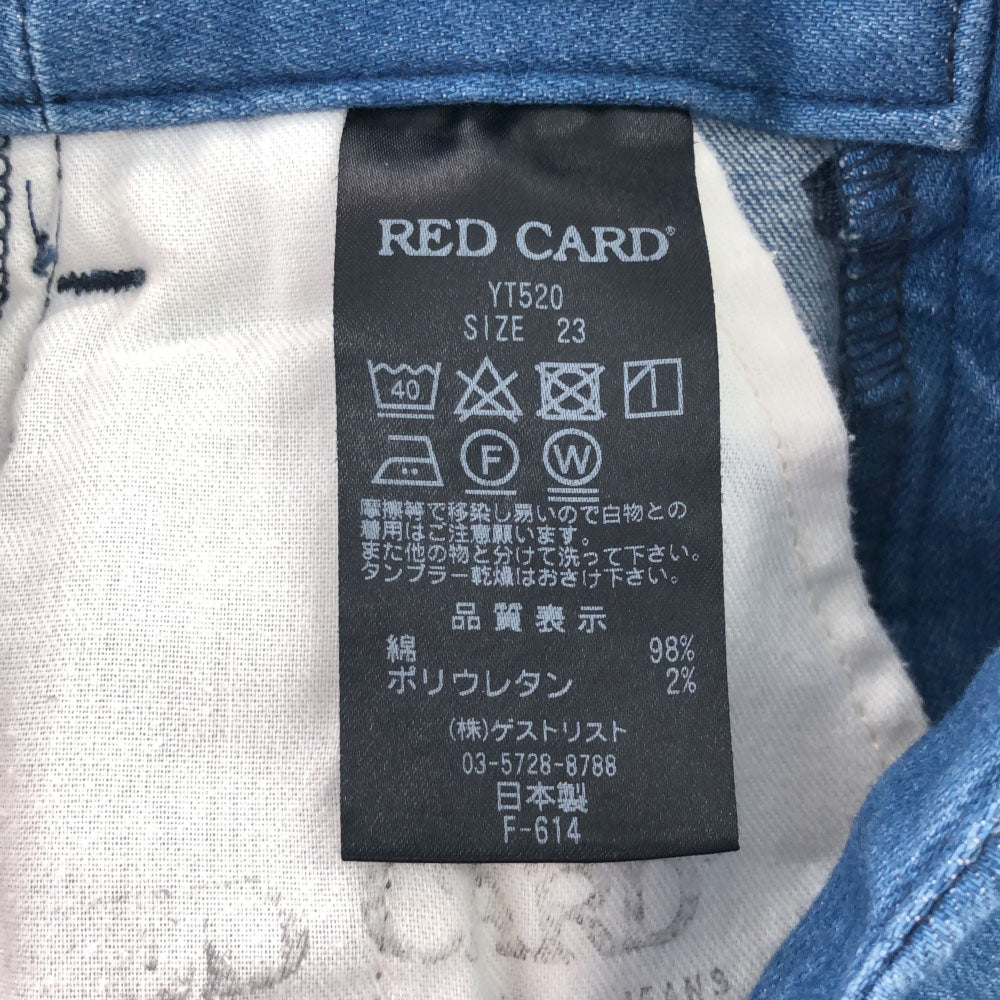 RED CARD®
YT520
SIZE 23
40
F W
摩擦等で移染し易いので白物との
着用はご注意願います。
また他の物と分けて洗って下さい。
タンブラー乾燥はおさけ下さい。
品質表示
綿 98%
ポリウレタン 2%
(株)ゲストリスト
03-5728-8788
日本製
F-614
CARD
JEANS